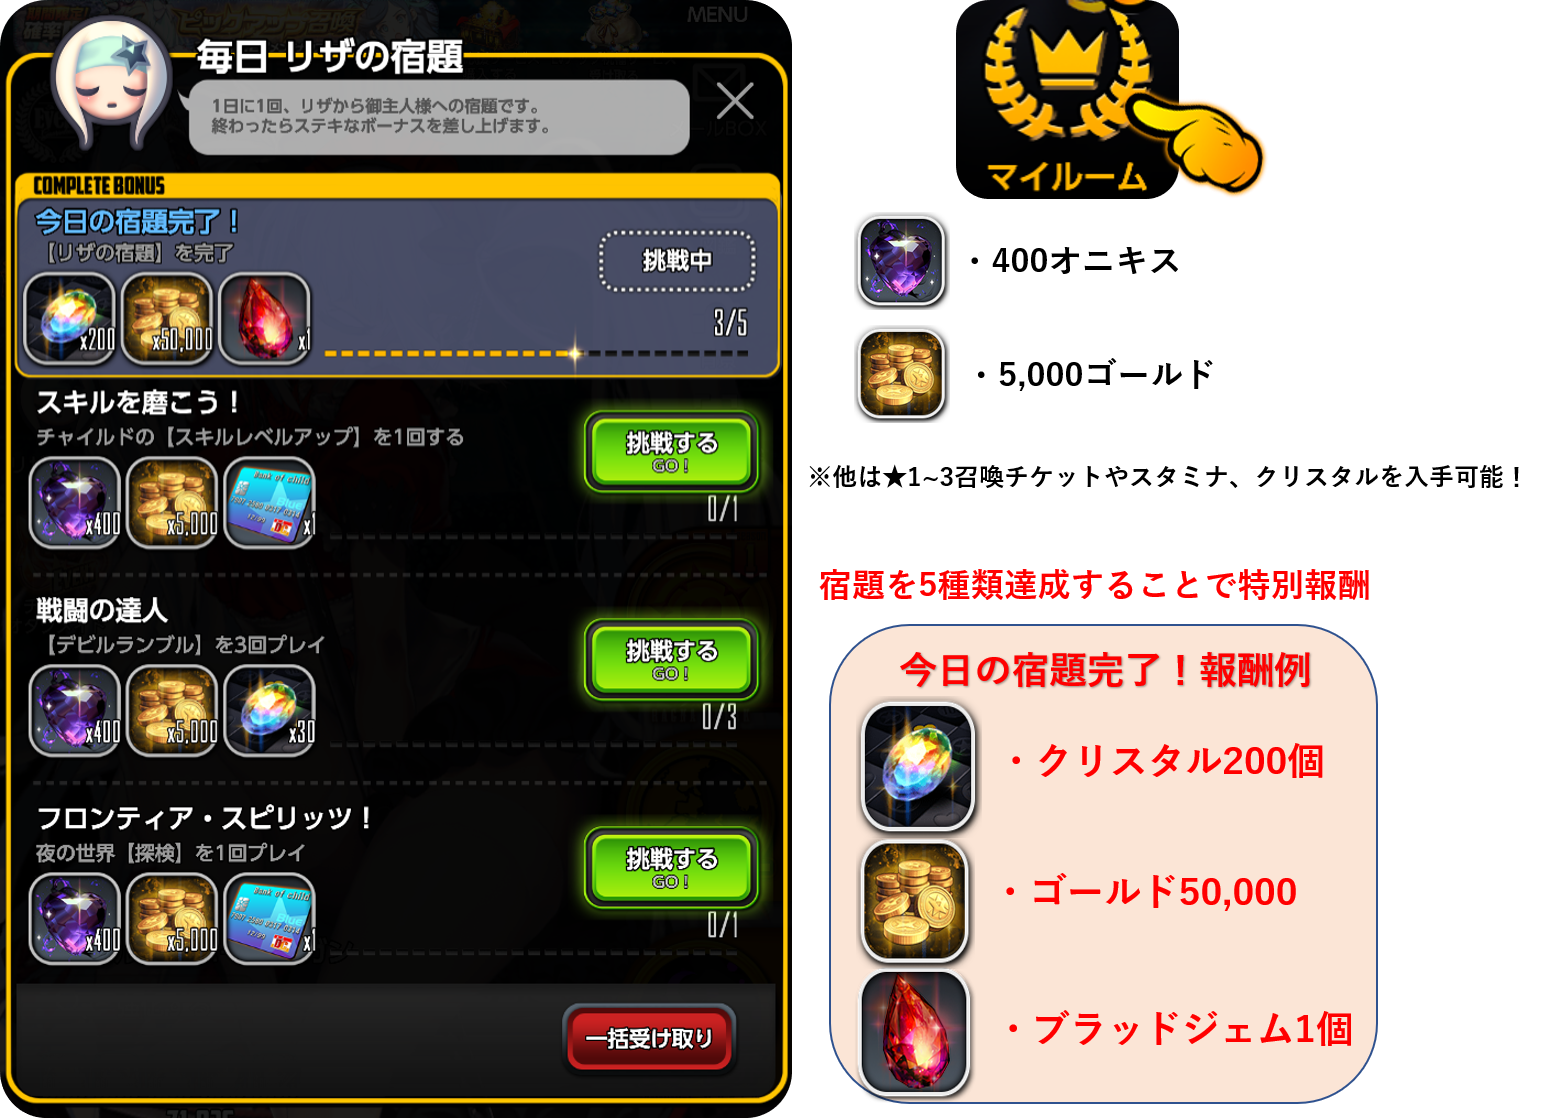 MENU
毎日 リザの宿題
1日に1回、リザから御主人様への宿題です。
終わったらステキなボーナスを差し上げます。
COMPLETE BONUS
今日の宿題完了！
【リザの宿題】を完了
挑戦中
x200
x50,000
x1
3/5
スキルを磨こう！
チャイルドの【スキルレベルアップ】を1回する
挑戦する
GO！
x400
x5,000
Bank of child
x1
0/1
戦闘の達人
【デビルランブル】を3回プレイ
挑戦する
GO！
x400
x5,000
x30
0/3
フロンティア・スピリッツ！
夜の世界【探検】を1回プレイ
挑戦する
GO！
x400
x5,000
Bank of child
x1
0/1
一括受け取り
マイルーム
・400オニキス
・5,000ゴールド
※他は★1~3召喚チケットやスタミナ、クリスタルを入手可能！
宿題を5種類達成することで特別報酬
今日の宿題完了！報酬例
・クリスタル200個
・ゴールド50,000
・ブラッドジェム1個